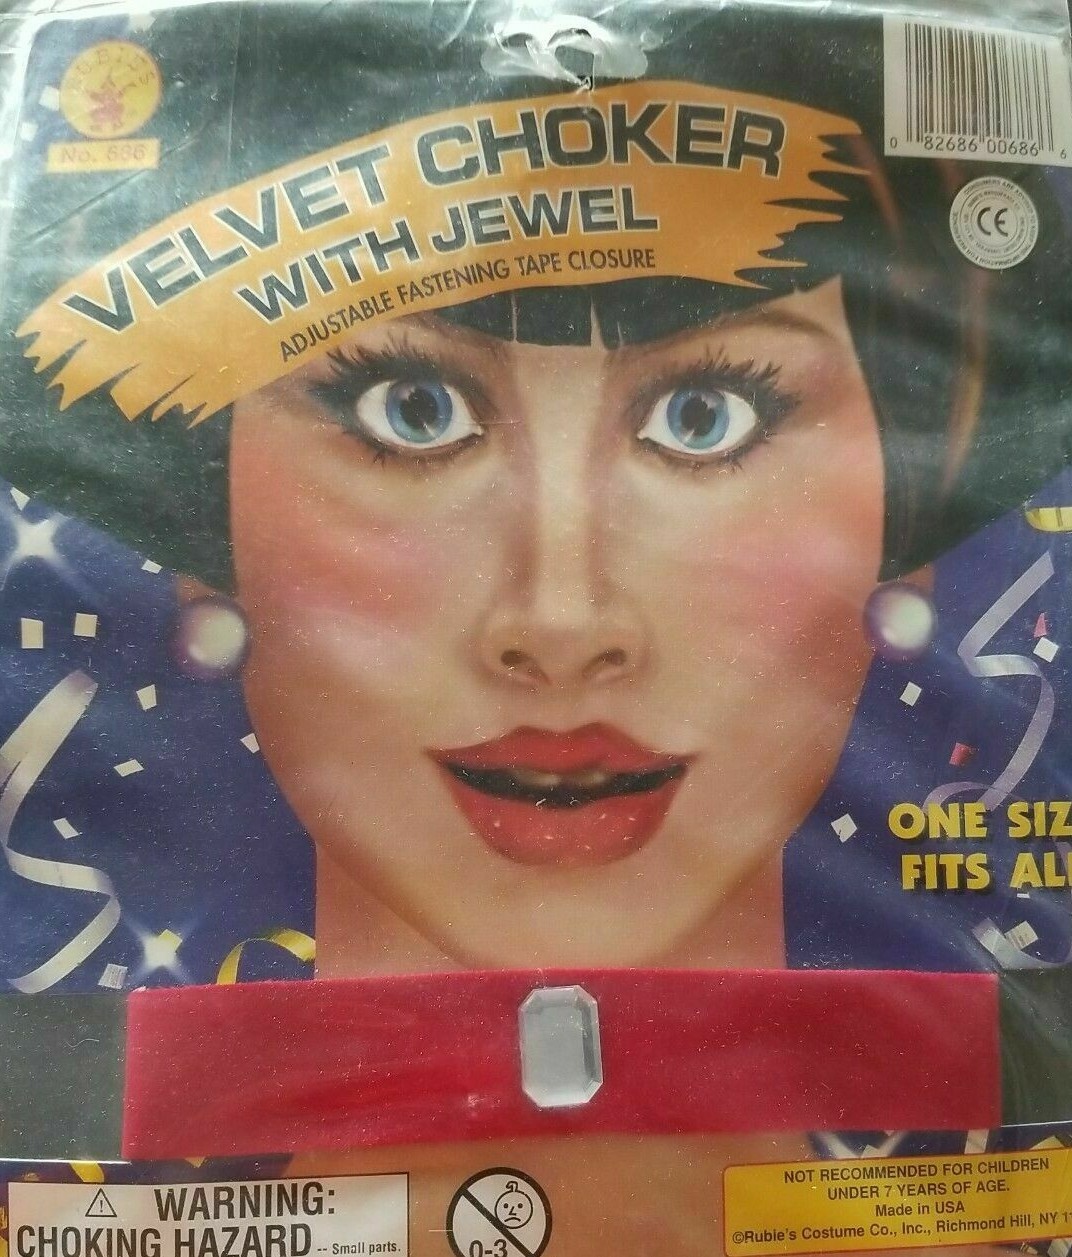 RUBIE'S
No. 686
VELVET CHOKER
WITH JEWEL
ADJUSTABLE FASTENING TAPE CLOSURE
0 82686 00686 6
CE
ONE SIZ
FITS AL
WARNING:
CHOKING HAZARD -- Small parts.
0-3
NOT RECOMMENDED FOR CHILDREN
UNDER 7 YEARS OF AGE.
Made in USA
©Rubie's Costume Co., Inc., Richmond Hill, NY 11